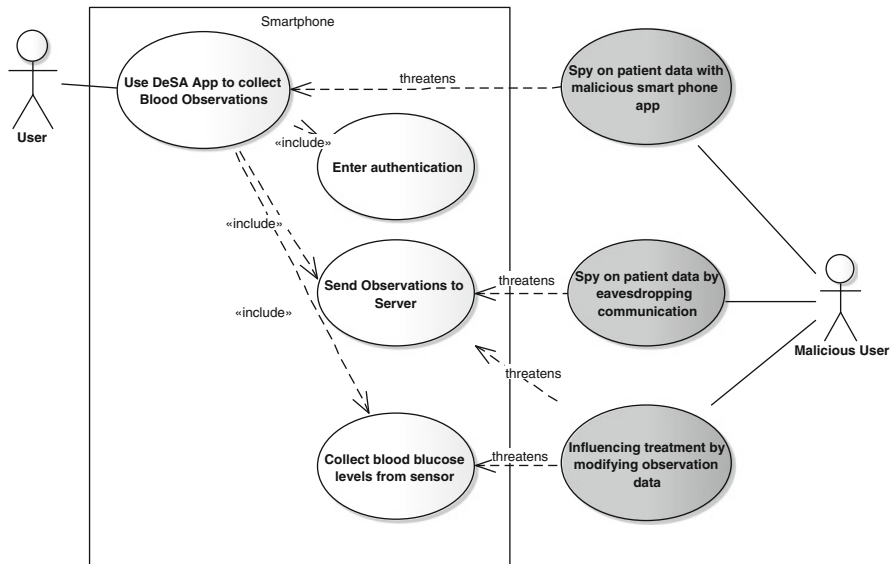 Smartphone
Use DeSA App to collect
Blood Observations
threatens
Spy on patient data with
malicious smart phone
app
User
«include»
Enter authentication
«include»
Send Observations to
Server
threatens
Spy on patient data by
eavesdropping
communication
«include»
Malicious User
threatens
Collect blood blucose
levels from sensor
threatens
Influencing treatment by
modifying observation
data